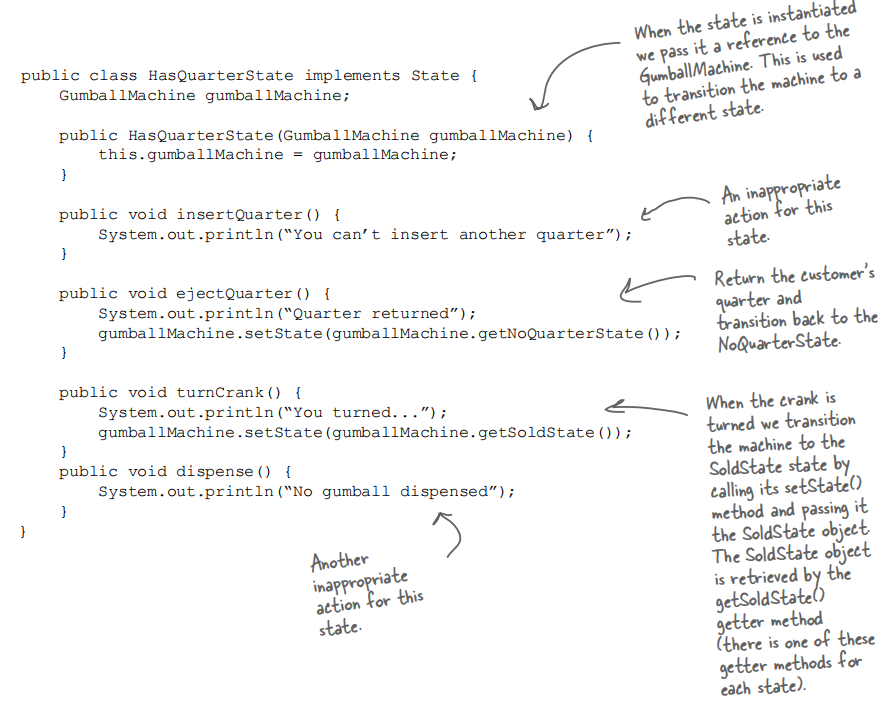 When the state is instantiated
we pass it a reference to the
GumballMachine. This is used
to transition the machine to a
different state.
public class HasQuarterState implements State {
GumballMachine gumballMachine;
public HasQuarterState(GumballMachine gumballMachine) {
this.gumballMachine = gumballMachine;
}
public void insertQuarter() {
System.out.println(“You can’t insert another quarter”);
}
An inappropriate
action for this
state.
public void ejectQuarter() {
System.out.println(“Quarter returned”);
gumballMachine.setState(gumballMachine.getNoQuarterState());
}
Return the customer’s
quarter and
transition back to the
NoQuarterState.
public void turnCrank() {
System.out.println(“You turned...”);
gumballMachine.setState(gumballMachine.getSoldState());
}
When the crank is
turned we transition
the machine to the
SoldState state by
calling its setState()
method and passing it
the SoldState object.
The SoldState object
is retrieved by the
getSoldState()
getter method
(there is one of these
getter methods for
each state).
public void dispense() {
System.out.println(“No gumball dispensed”);
}
}
Another
inappropriate
action for this
state.